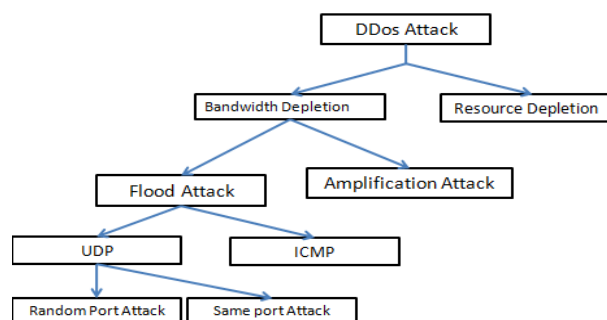 DDos Attack
Bandwidth Depletion
Resource Depletion
Flood Attack
Amplification Attack
UDP
ICMP
Random Port Attack
Same port Attack